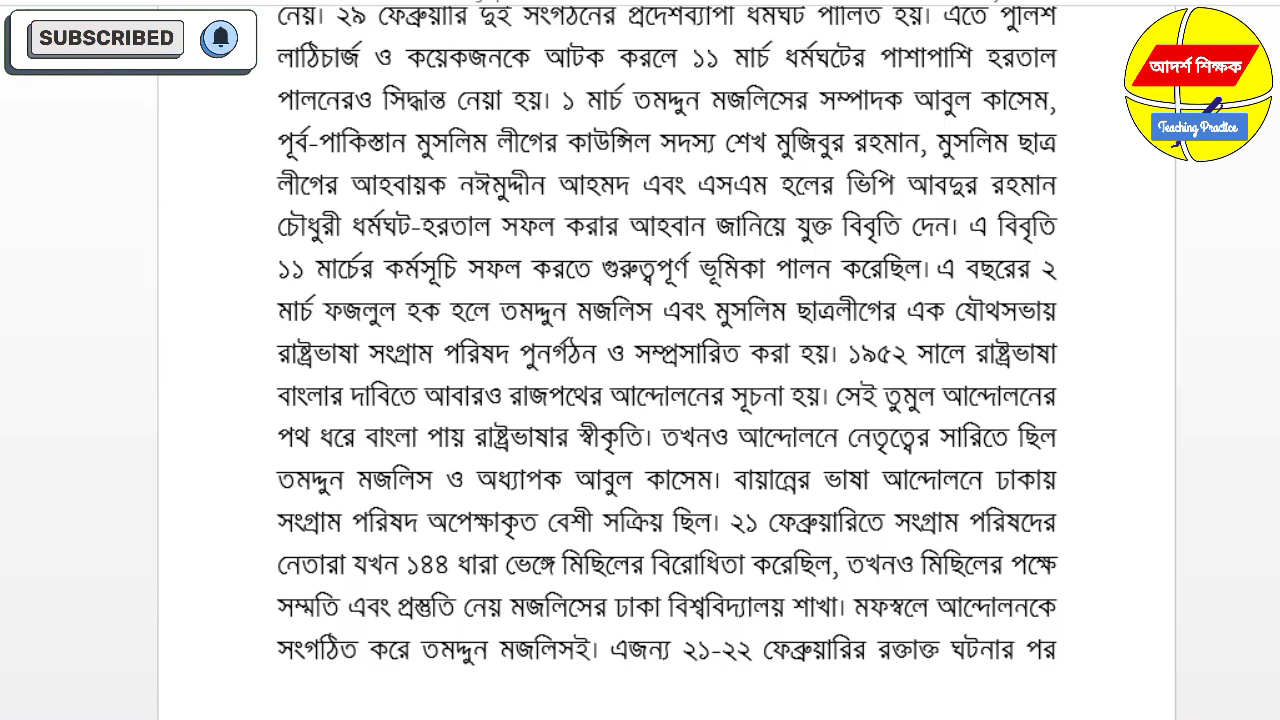 SUBSCRIBED
আদর্শ শিক্ষক
Teaching Practice
নেয়। ২৯ ফেব্রুয়ারি দুই সংগঠনের প্রদেশব্যাপী ধর্মঘট পালিত হয়। এতে পুলিশ
লাঠিচার্জ ও কয়েকজনকে আটক করলে ১১ মার্চ ধর্মঘটের পাশাপাশি হরতাল
পালনেরও সিদ্ধান্ত নেয়া হয়। ১ মার্চ তমদ্দুন মজলিসের সম্পাদক আবুল কাসেম,
পূর্ব-পাকিস্তান মুসলিম লীগের কাউন্সিল সদস্য শেখ মুজিবুর রহমান, মুসলিম ছাত্র
লীগের আহবায়ক নঈমুদ্দীন আহমদ এবং এসএম হলের ভিপি আবদুর রহমান
চৌধুরী ধর্মঘট-হরতাল সফল করার আহবান জানিয়ে যুক্ত বিবৃতি দেন। এ বিবৃতি
১১ মার্চের কর্মসূচি সফল করতে গুরুত্বপূর্ণ ভূমিকা পালন করেছিল। এ বছরের ২
মার্চ ফজলুল হক হলে তমদ্দুন মজলিস এবং মুসলিম ছাত্রলীগের এক যৌথসভায়
রাষ্ট্রভাষা সংগ্রাম পরিষদ পুনর্গঠন ও সম্প্রসারিত করা হয়। ১৯৫২ সালে রাষ্ট্রভাষা
বাংলার দাবিতে আবারও রাজপথের আন্দোলনের সূচনা হয়। সেই তুমুল আন্দোলনের
পথ ধরে বাংলা পায় রাষ্ট্রভাষার স্বীকৃতি। তখনও আন্দোলনে নেতৃত্বের সারিতে ছিল
তমদ্দুন মজলিস ও অধ্যাপক আবুল কাসেম। বায়ান্নের ভাষা আন্দোলনে ঢাকায়
সংগ্রাম পরিষদ অপেক্ষাকৃত বেশী সক্রিয় ছিল। ২১ ফেব্রুয়ারিতে সংগ্রাম পরিষদের
নেতারা যখন ১৪৪ ধারা ভেঙ্গে মিছিলের বিরোধিতা করেছিল, তখনও মিছিলের পক্ষে
সম্মতি এবং প্রস্তুতি নেয় মজলিসের ঢাকা বিশ্ববিদ্যালয় শাখা। মফস্বলে আন্দোলনকে
সংগঠিত করে তমদ্দুন মজলিসই। এজন্য ২১-২২ ফেব্রুয়ারির রক্তাক্ত ঘটনার পর